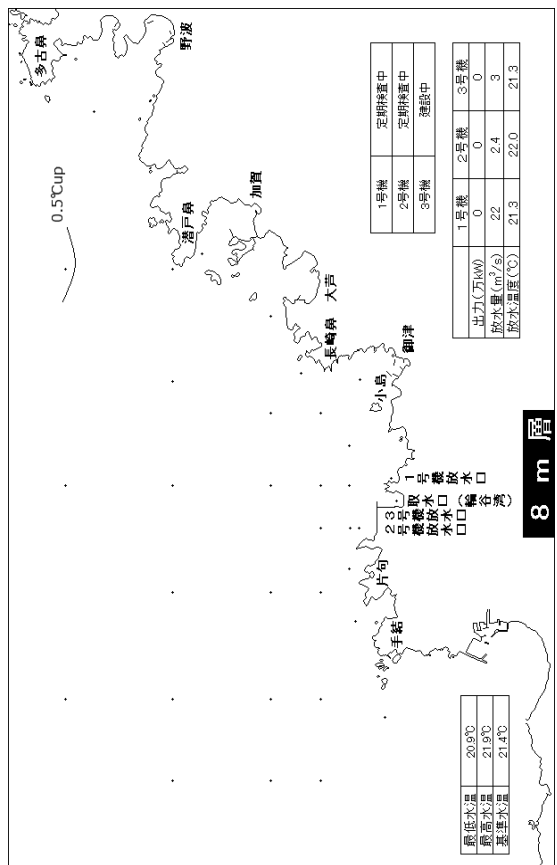 多古鼻
野波
0.5℃up
潜戸鼻
加賀
大芦
長崎鼻
御津
小島
1号機放水口
取水口(輪谷湾)
2号機放水口
3号機放水口
片句
手結
1号機 定期検査中
2号機 定期検査中
3号機 建設中
1号機 2号機 3号機
出力(万kW) 0 0 0
放水量(m³/s) 22 2.4 3
放水温度(℃) 21.3 22.0 21.3
8m層
最低水温 20.9℃
最高水温 21.9℃
基準水温 21.4℃